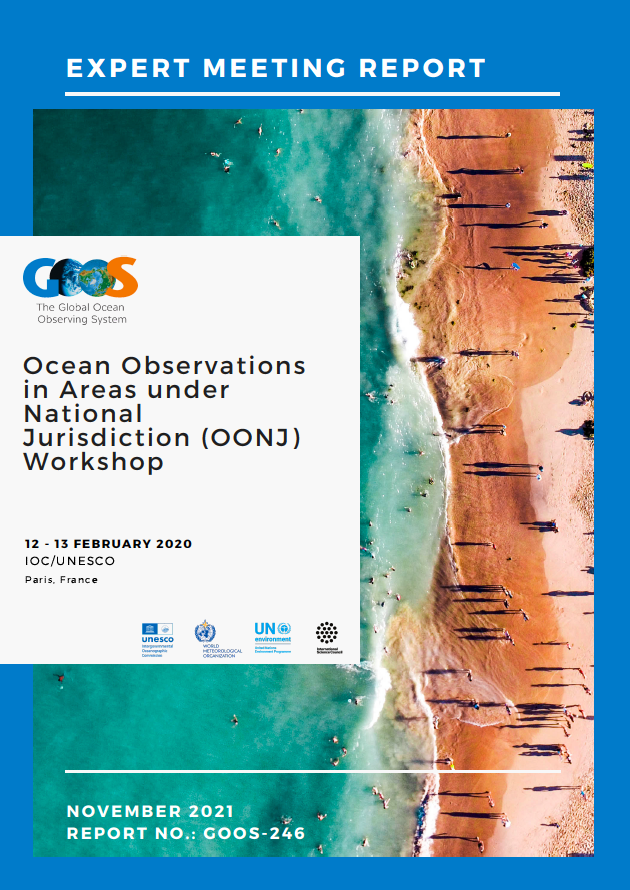 EXPERT MEETING REPORT
GOOS
The Global Ocean
Observing System
Ocean Observations
in Areas under
National
Jurisdiction (OONJ)
Workshop
12 - 13 FEBRUARY 2020
IOC/UNESCO
Paris, France
unesco
Intergovernmental
Oceanographic
Commission
WORLD
METEOROLOGICAL
ORGANIZATION
UN
environment
United Nations
Environment Programme
International
Science Council
NOVEMBER 2021
REPORT NO.: GOOS-246